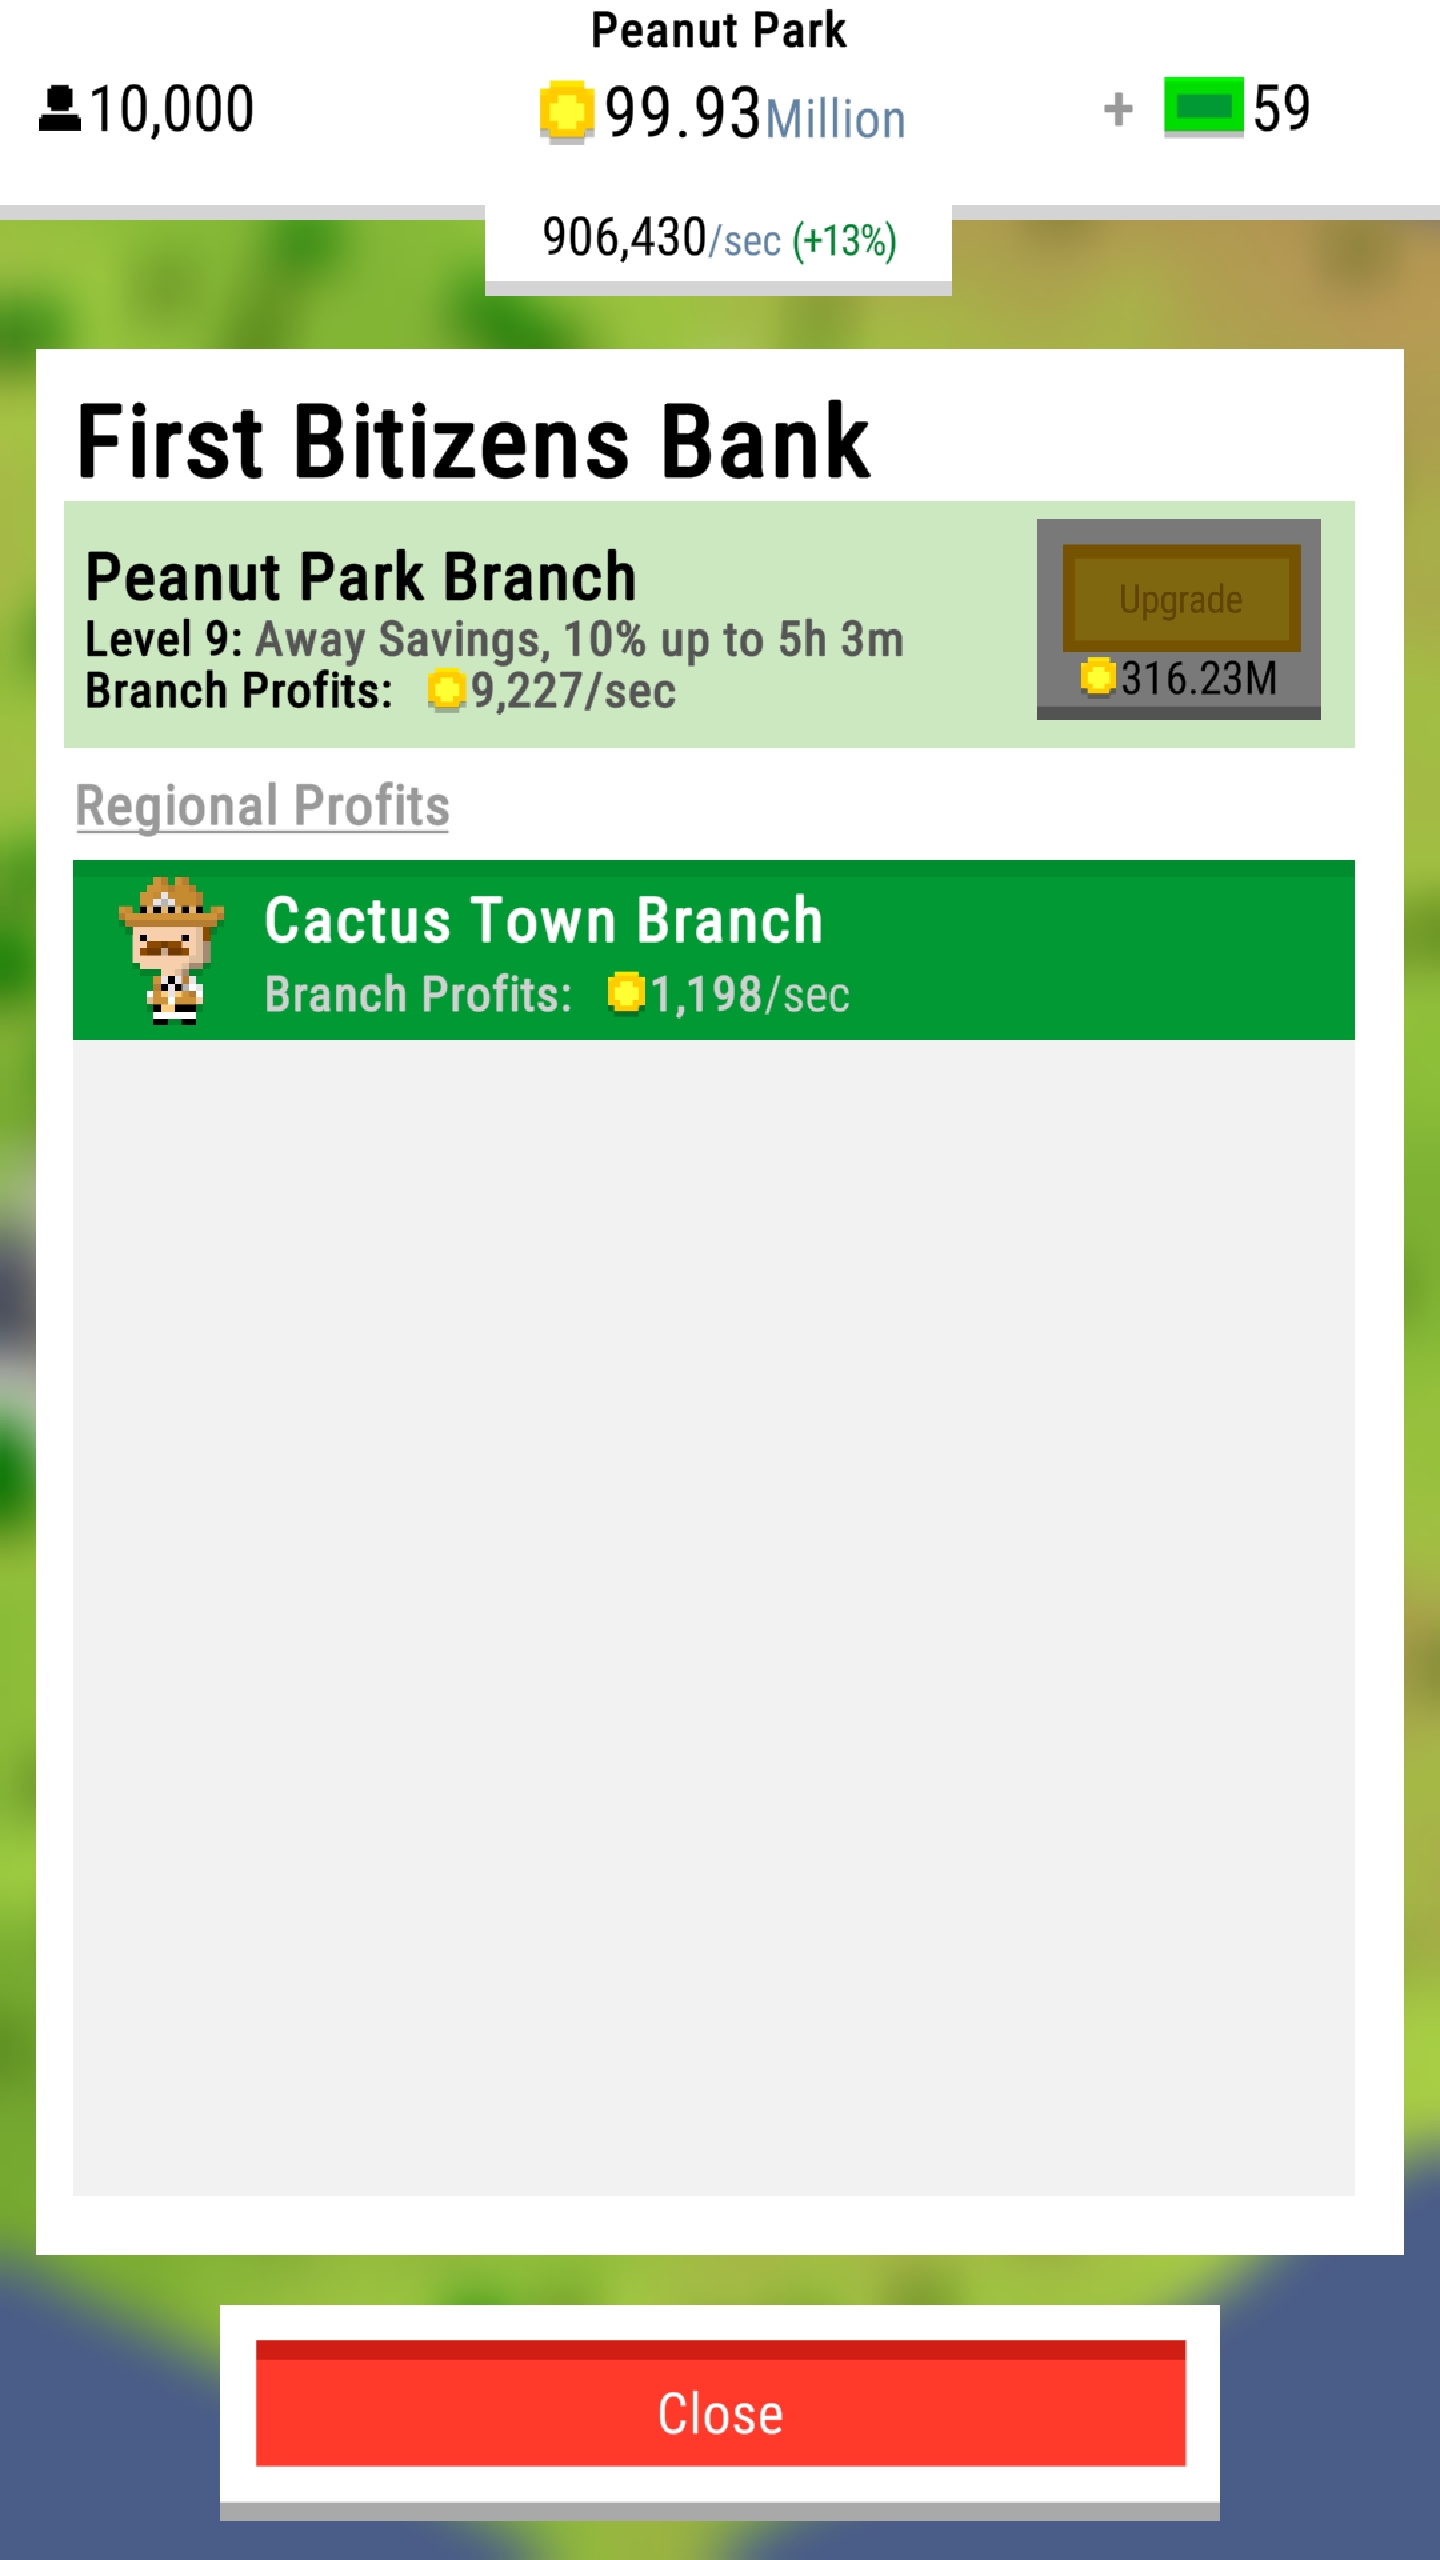 Peanut Park
10,000
99.93Million
+ 59
906,430/sec (+13%)
First Bitizens Bank
Peanut Park Branch
Level 9: Away Savings, 10% up to 5h 3m
Branch Profits: 9,227/sec
Upgrade
316.23M
Regional Profits
Cactus Town Branch
Branch Profits: 1,198/sec
Close